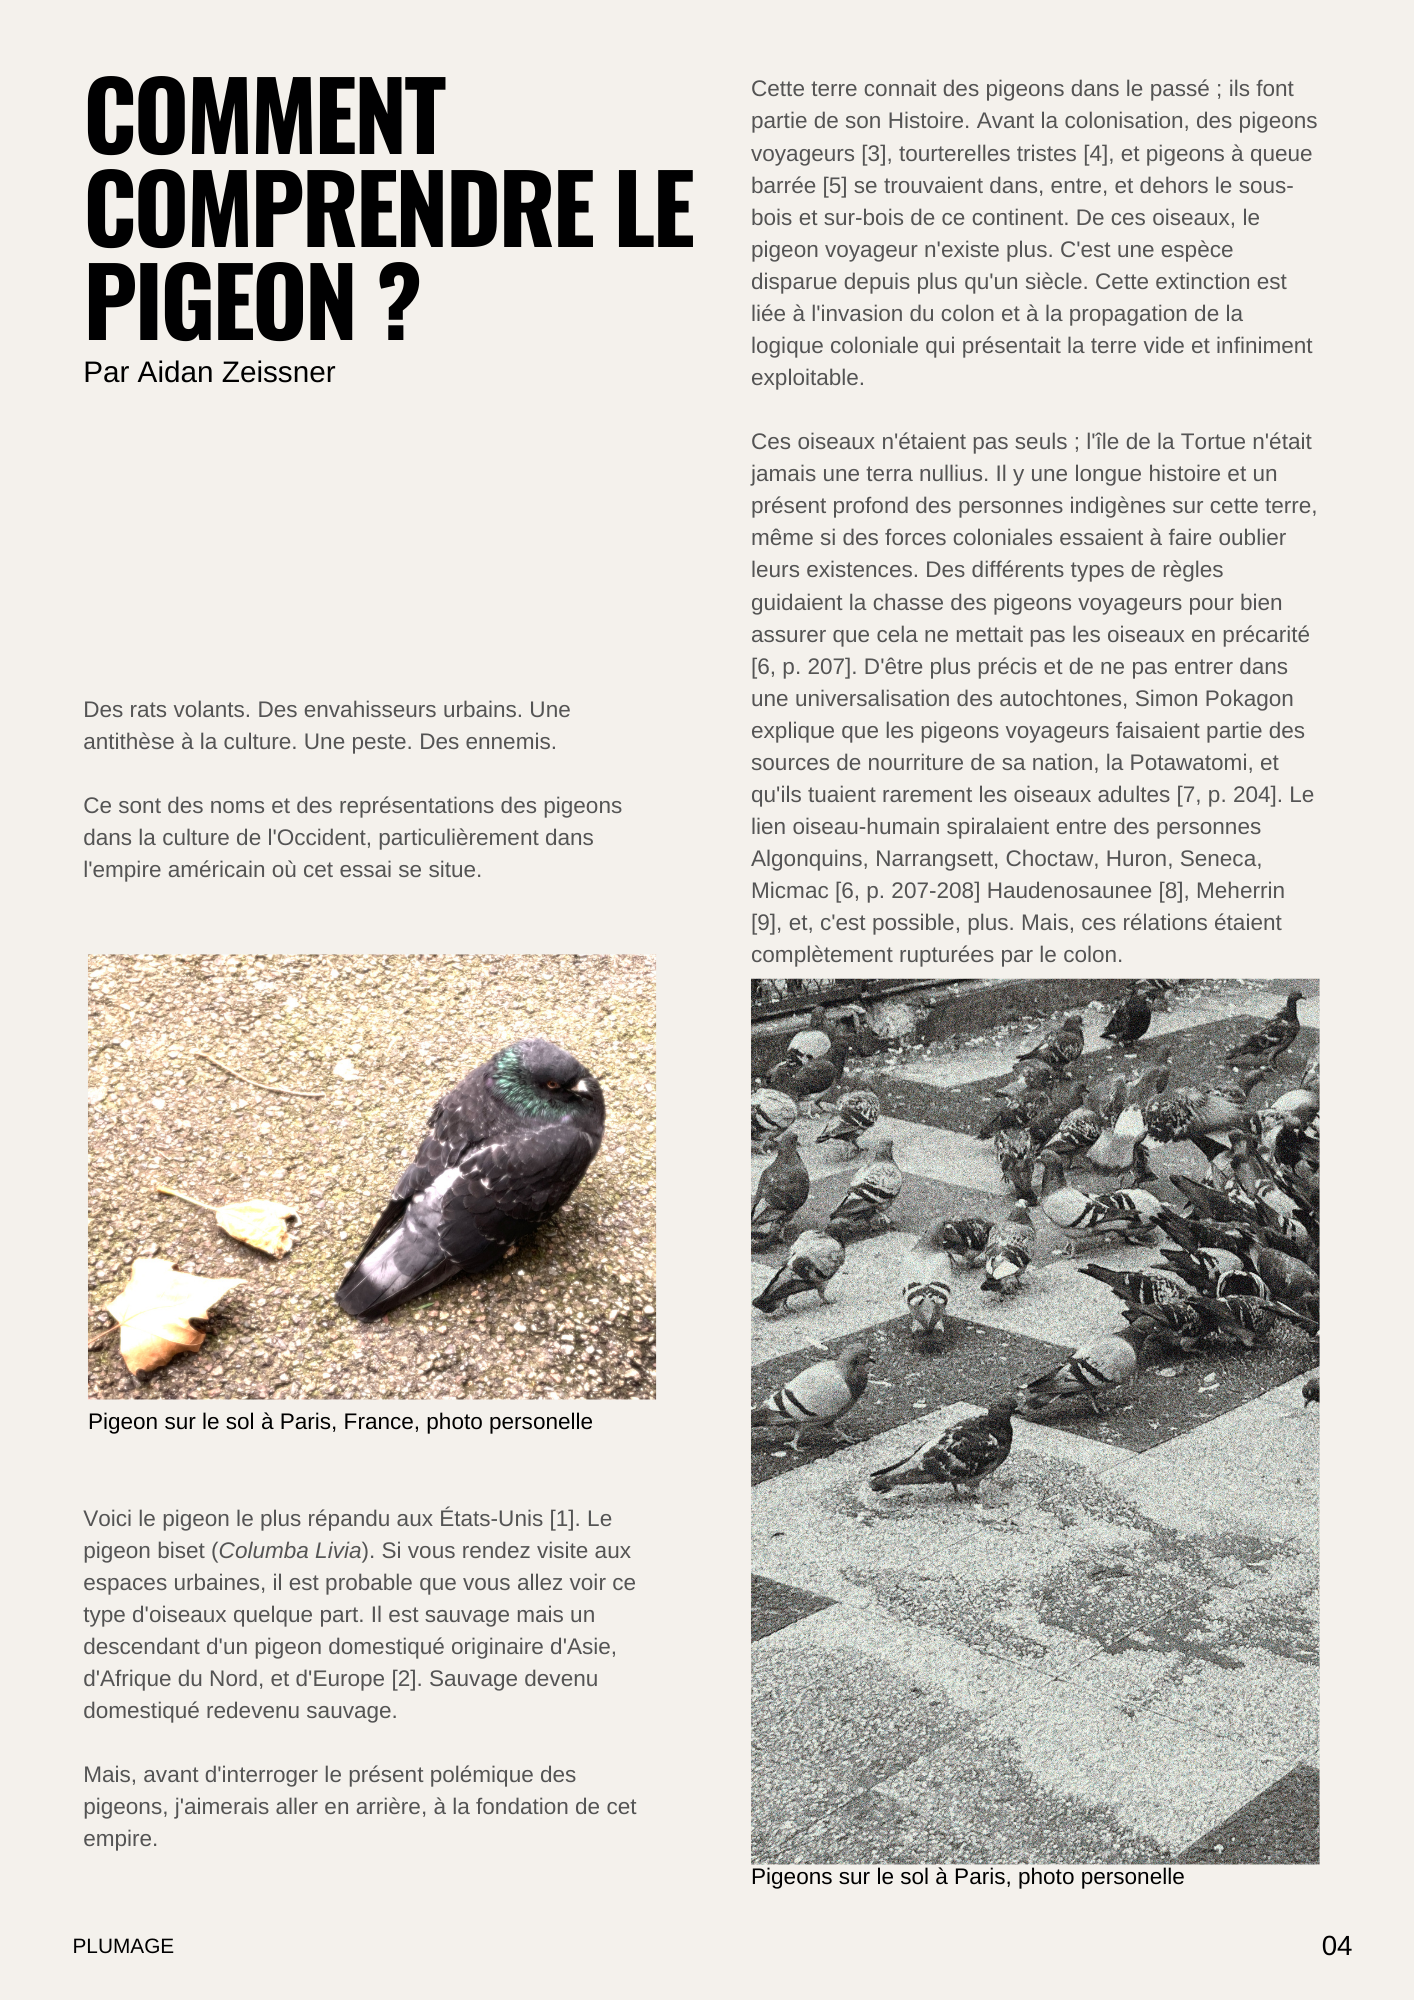 COMMENT
COMPRENDRE LE
PIGEON ?
Par Aidan Zeissner
Des rats volants. Des envahisseurs urbains. Une
antithèse à la culture. Une peste. Des ennemis.
Ce sont des noms et des représentations des pigeons
dans la culture de l'Occident, particulièrement dans
l'empire américain où cet essai se situe.
Pigeon sur le sol à Paris, France, photo personelle
Voici le pigeon le plus répandu aux États-Unis [1]. Le
pigeon biset (Columba Livia). Si vous rendez visite aux
espaces urbaines, il est probable que vous allez voir ce
type d'oiseaux quelque part. Il est sauvage mais un
descendant d'un pigeon domestiqué originaire d'Asie,
d'Afrique du Nord, et d'Europe [2]. Sauvage devenu
domestiqué redevenu sauvage.
Mais, avant d'interroger le présent polémique des
pigeons, j'aimerais aller en arrière, à la fondation de cet
empire.
Cette terre connait des pigeons dans le passé ; ils font
partie de son Histoire. Avant la colonisation, des pigeons
voyageurs [3], tourterelles tristes [4], et pigeons à queue
barrée [5] se trouvaient dans, entre, et dehors le sous-
bois et sur-bois de ce continent. De ces oiseaux, le
pigeon voyageur n'existe plus. C'est une espèce
disparue depuis plus qu'un siècle. Cette extinction est
liée à l'invasion du colon et à la propagation de la
logique coloniale qui présentait la terre vide et infiniment
exploitable.
Ces oiseaux n'étaient pas seuls ; l'île de la Tortue n'était
jamais une terra nullius. Il y une longue histoire et un
présent profond des personnes indigènes sur cette terre,
même si des forces coloniales essaient à faire oublier
leurs existences. Des différents types de règles
guidaient la chasse des pigeons voyageurs pour bien
assurer que cela ne mettait pas les oiseaux en précarité
[6, p. 207]. D'être plus précis et de ne pas entrer dans
une universalisation des autochtones, Simon Pokagon
explique que les pigeons voyageurs faisaient partie des
sources de nourriture de sa nation, la Potawatomi, et
qu'ils tuaient rarement les oiseaux adultes [7, p. 204]. Le
lien oiseau-humain spiralaient entre des personnes
Algonquins, Narrangsett, Choctaw, Huron, Seneca,
Micmac [6, p. 207-208] Haudenosaunee [8], Meherrin
[9], et, c'est possible, plus. Mais, ces rélations étaient
complètement rupturées par le colon.
Pigeons sur le sol à Paris, photo personelle
PLUMAGE
04